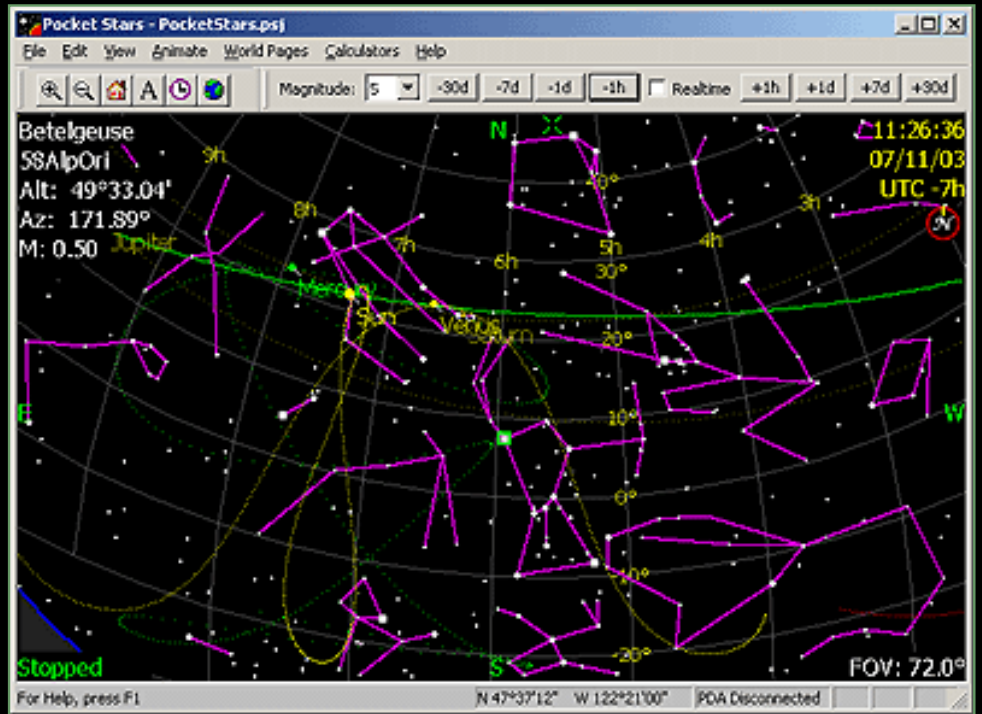 Pocket Stars - PocketStars.psj
File Edit View Animate World Pages Calculators Help
A Magnitude: 5 -30d -7d -1d -1h Realtime +1h +1d +7d +30d
Betelgeuse
58AlpOri
Alt: 49°33.04'
Az: 171.89°
M: 0.50
N
11:26:36
07/11/03
UTC -7h
N
9h
8h
7h
6h
5h
4h
3h
40°
30°
20°
10°
0°
-10°
-20°
Jupiter
Mercury
Sun
Venus
Saturn
E
W
S
Stopped
FOV: 72.0°
For Help, press F1
N 47°37'12" W 122°21'00"
PDA Disconnected